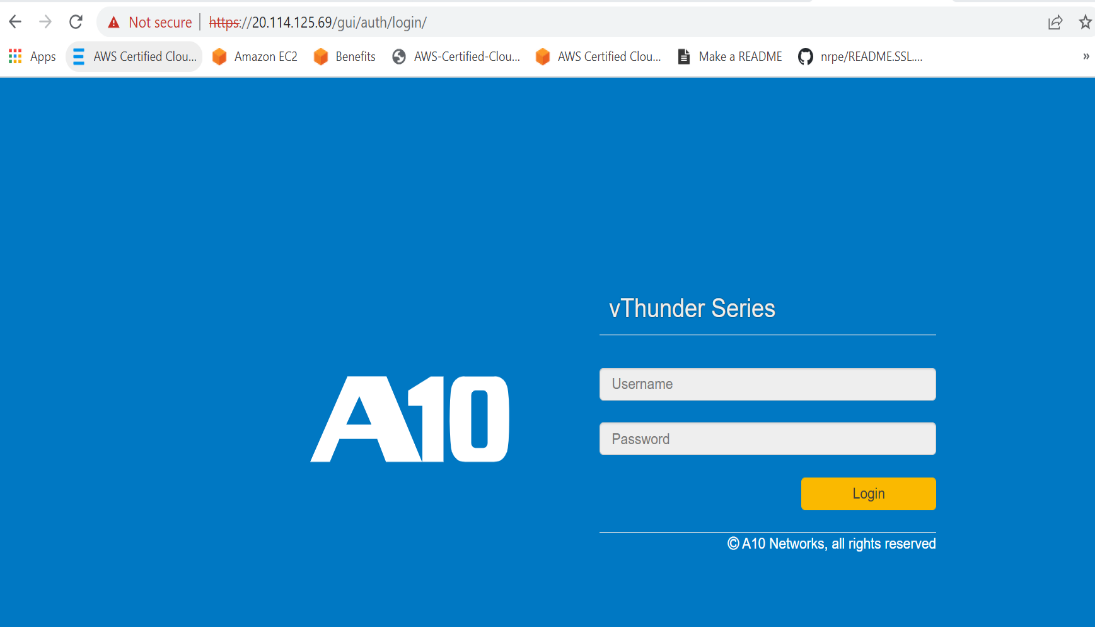 Not secure | https://20.114.125.69/gui/auth/login/
Apps AWS Certified Clou... Amazon EC2 Benefits AWS-Certified-Clou... AWS Certified Clou... Make a README nrpe/README.SSL.... »
vThunder Series
A10
Username
Password
Login
© A10 Networks, all rights reserved